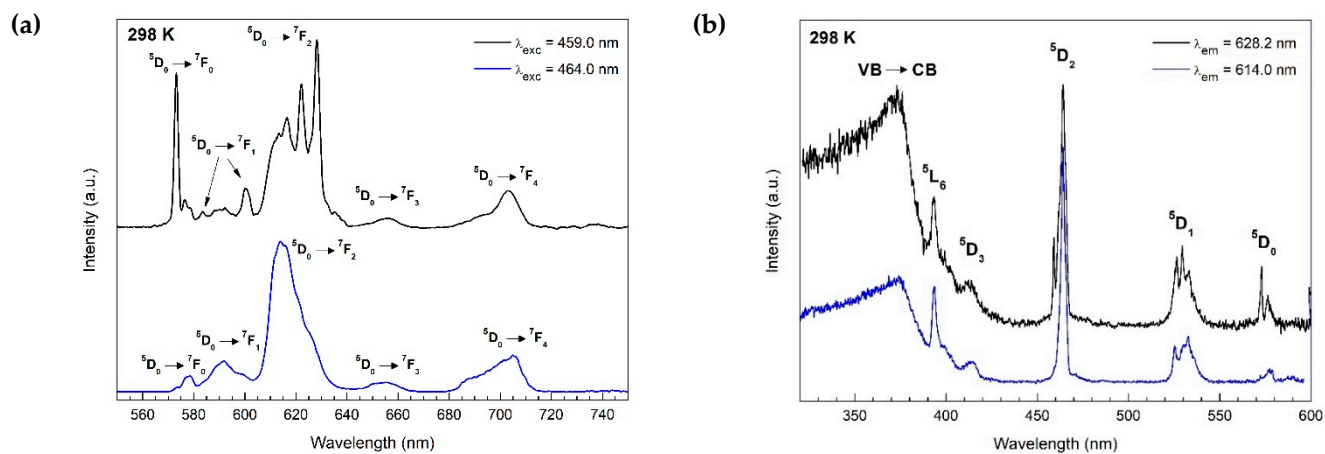 (a)
298 K
⁵D₀ → ⁷F₂
λexc = 459.0 nm
λexc = 464.0 nm
⁵D₀ → ⁷F₀
⁵D₀ → ⁷F₁
⁵D₀ → ⁷F₃
⁵D₀ → ⁷F₄
⁵D₀ → ⁷F₂
⁵D₀ → ⁷F₁
⁵D₀ → ⁷F₀
⁵D₀ → ⁷F₃
⁵D₀ → ⁷F₄
Intensity (a.u.)
560 580 600 620 640 660 680 700 720 740
Wavelength (nm)
(b)
298 K
λem = 628.2 nm
λem = 614.0 nm
VB → CB
⁵D₂
⁵L₆
⁵D₃
⁵D₁
⁵D₀
Intensity (a.u.)
350 400 450 500 550 600
Wavelength (nm)